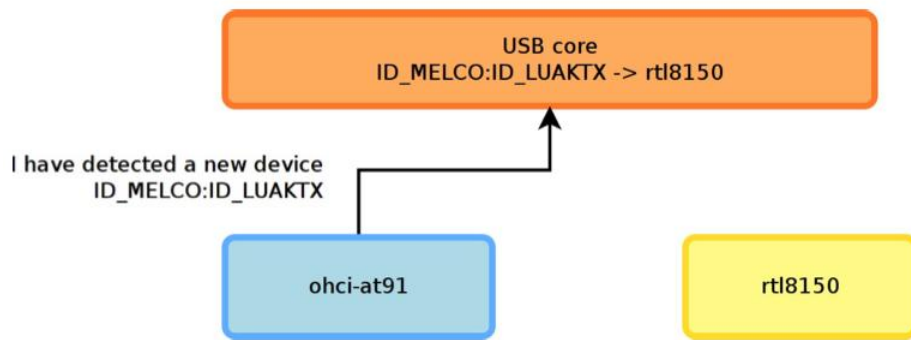 USB core
ID_MELCO:ID_LUAKTX -> rtl8150
I have detected a new device
ID_MELCO:ID_LUAKTX
ohci-at91
rtl8150